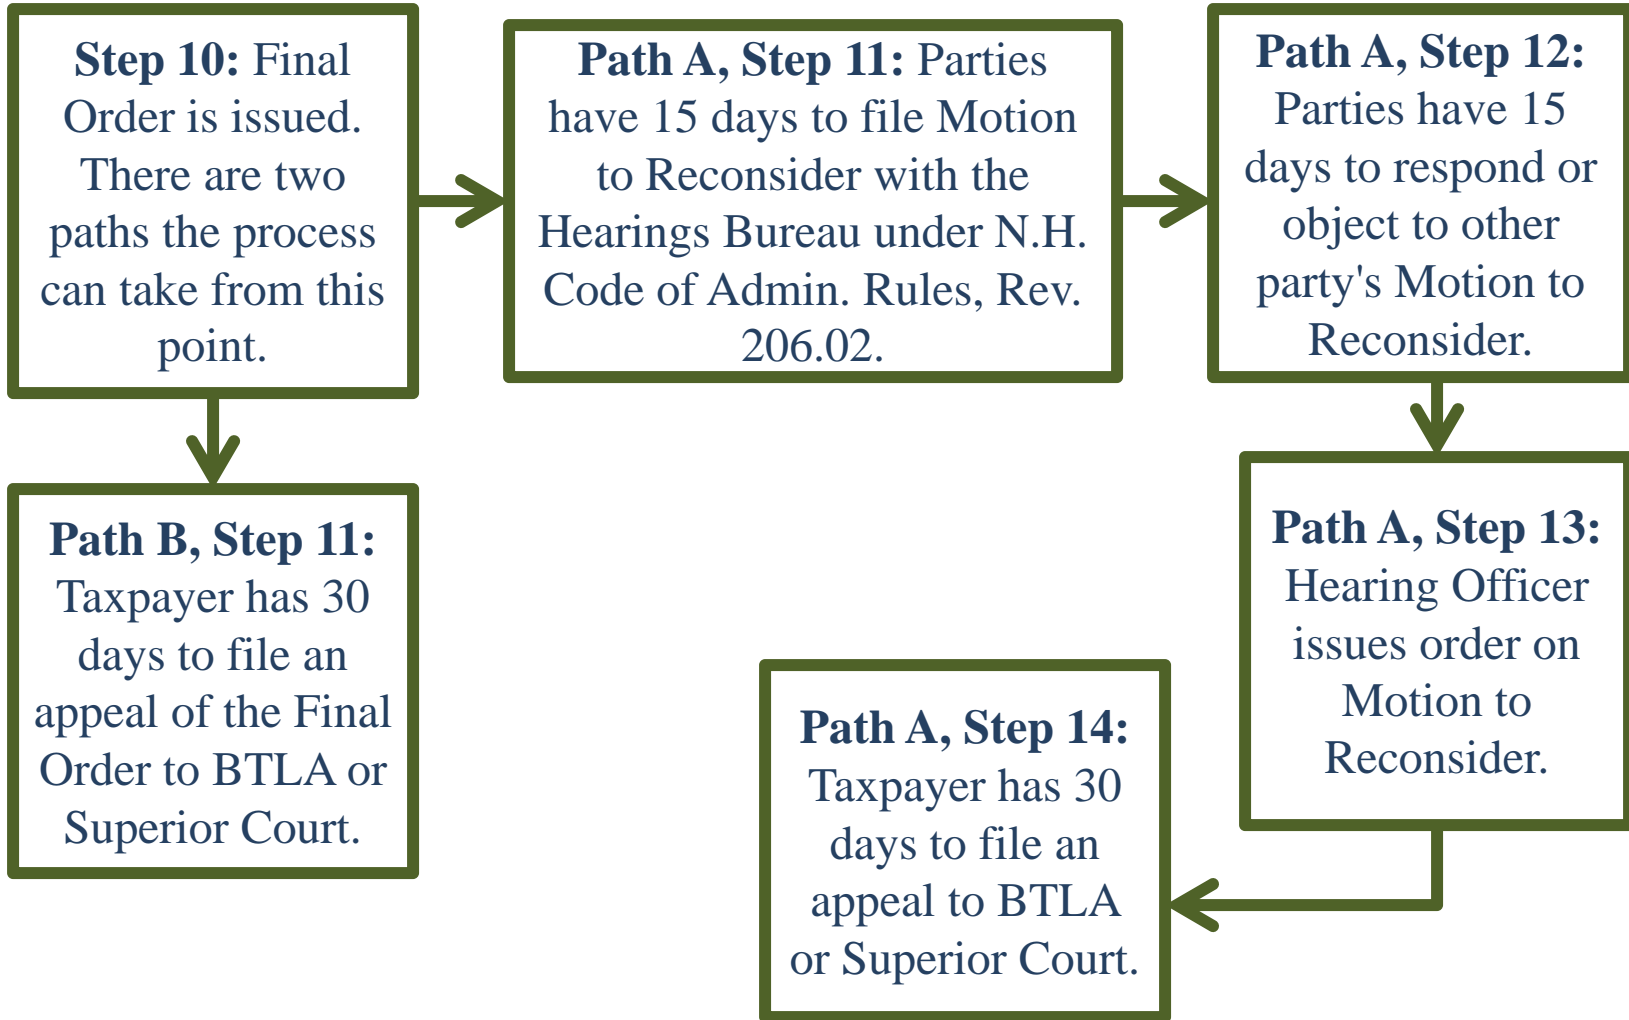 Step 10: Final
Order is issued.
There are two
paths the process
can take from this
point.
Path A, Step 11: Parties
have 15 days to file Motion
to Reconsider with the
Hearings Bureau under N.H.
Code of Admin. Rules, Rev.
206.02.
Path A, Step 12:
Parties have 15
days to respond or
object to other
party's Motion to
Reconsider.
Path B, Step 11:
Taxpayer has 30
days to file an
appeal of the Final
Order to BTLA or
Superior Court.
Path A, Step 13:
Hearing Officer
issues order on
Motion to
Reconsider.
Path A, Step 14:
Taxpayer has 30
days to file an
appeal to BTLA
or Superior Court.